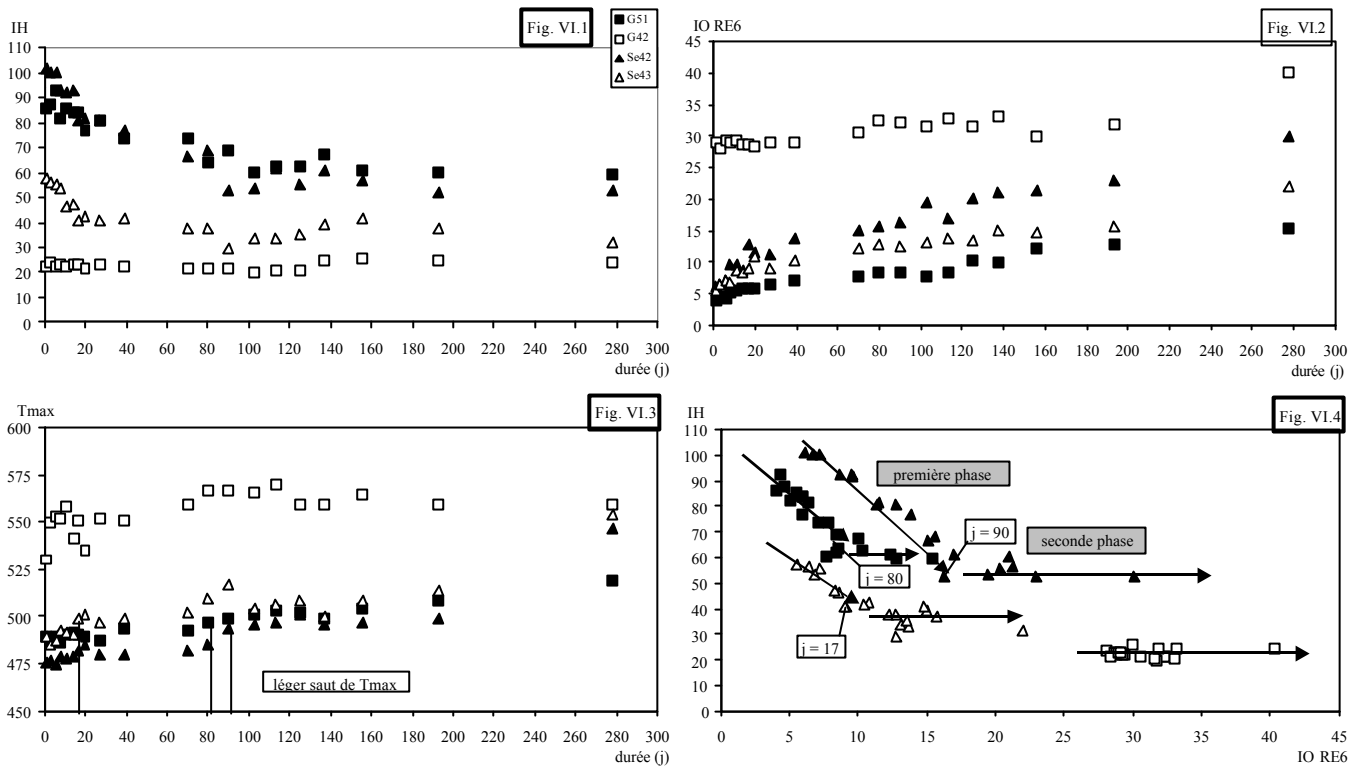 IH
Fig. VI.1
G51
G42
Se42
Se43
110
100
90
80
70
60
50
40
30
20
10
0
0 20 40 60 80 100 120 140 160 180 200 220 240 260 280 300
durée (j)
IO RE6
Fig. VI.2
45
40
35
30
25
20
15
10
5
0
0 20 40 60 80 100 120 140 160 180 200 220 240 260 280 300
durée (j)
Tmax
Fig. VI.3
600
575
550
525
500
475
450
léger saut de Tmax
0 20 40 60 80 100 120 140 160 180 200 220 240 260 280 300
durée (j)
IH
Fig. VI.4
110
100
90
80
70
60
50
40
30
20
10
0
première phase
j = 90
seconde phase
j = 80
j = 17
0 5 10 15 20 25 30 35 40 45
IO RE6